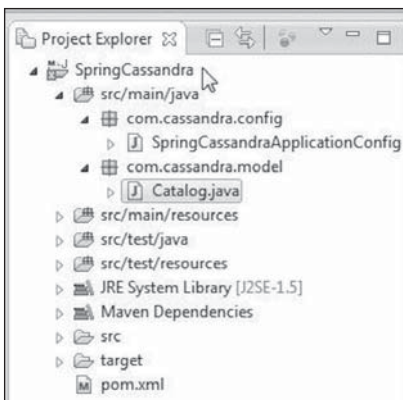 Project Explorer
SpringCassandra
src/main/java
com.cassandra.config
SpringCassandraApplicationConfig
com.cassandra.model
Catalog.java
src/main/resources
src/test/java
src/test/resources
JRE System Library [J2SE-1.5]
Maven Dependencies
src
target
pom.xml